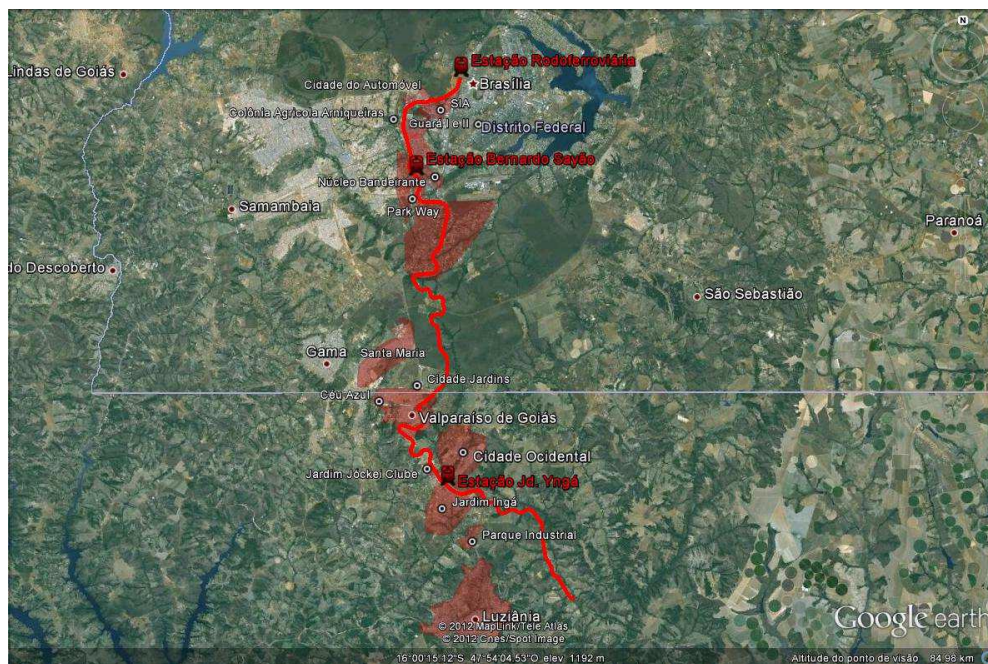 N
Estação Rodoferroviária
Lindas de Goiás
Brasília
Cidade do Automóvel
SIA
Colônia Agrícola Arniqueiras
Guará I e II
Distrito Federal
Estação Bernardo Sayão
Núcleo Bandeirante
Samambaia
Park Way
Paranoá
do Descoberto
São Sebastião
Gama
Santa Maria
Cidade Jardins
Céu Azul
Valparaíso de Goiás
Cidade Ocidental
Jardim Jóckei Clube
Estação Jd. Yngá
Jardim Ingá
Parque Industrial
Luziânia
Google earth
© 2012 MapLink/Tele Atlas
© 2012 Cnes/Spot Image
16°00'15.12"S 47°54'04.53"O elev 1192 m
Altitude do ponto de visão 84.98 km